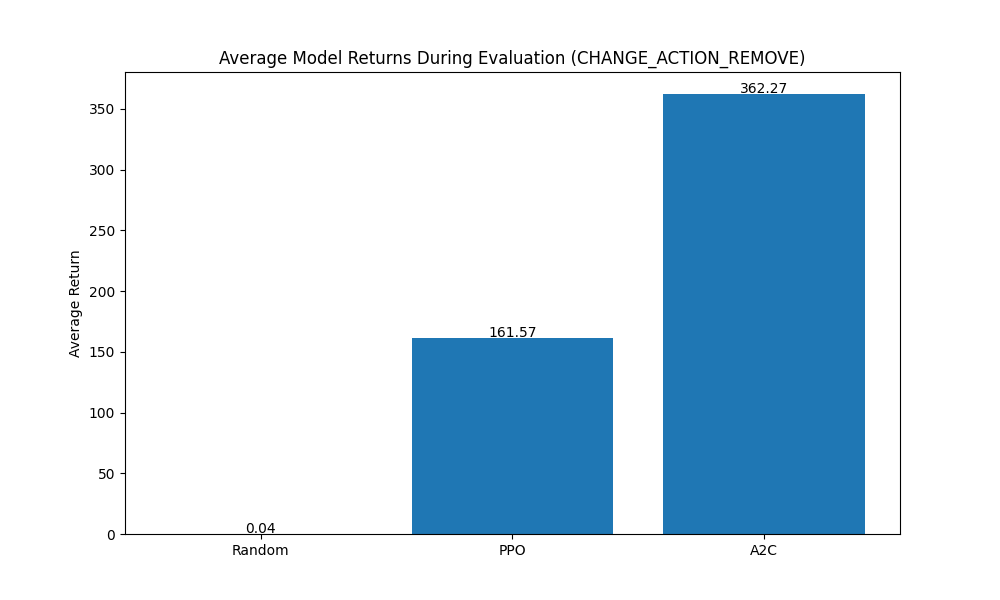 Average Model Returns During Evaluation (CHANGE_ACTION_REMOVE)
Average Return
350
300
250
200
150
100
50
0
0.04
161.57
362.27
Random
PPO
A2C